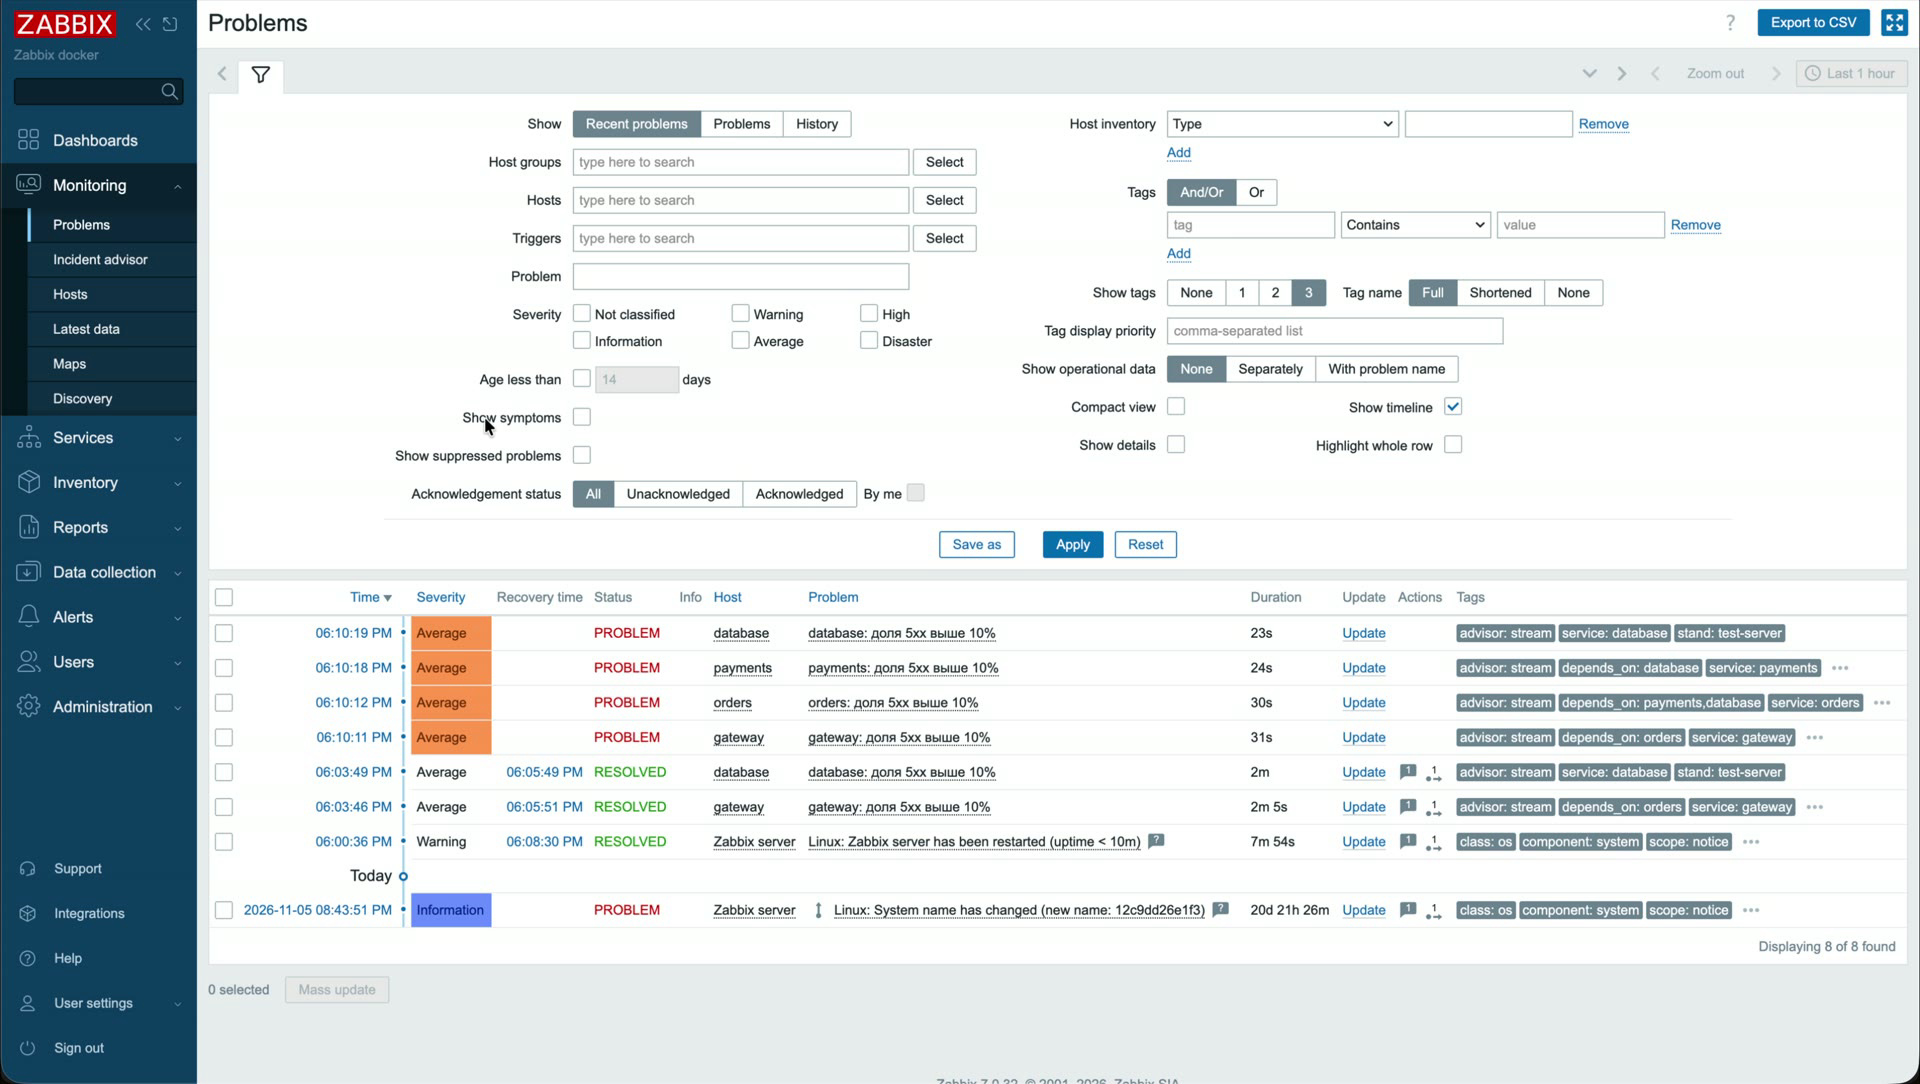 ZABBIX
Problems
?
Export to CSV
Zabbix docker
Zoom out
Last 1 hour
Dashboards
Monitoring
Problems
Incident advisor
Hosts
Latest data
Maps
Discovery
Services
Inventory
Reports
Data collection
Alerts
Users
Administration
Support
Integrations
Help
User settings
Sign out
Show Recent problems Problems History
Host groups type here to search Select
Hosts type here to search Select
Triggers type here to search Select
Problem
Severity Not classified Warning High
Information Average Disaster
Age less than 14 days
Show symptoms
Show suppressed problems
Acknowledgement status All Unacknowledged Acknowledged By me
Host inventory Type Remove
Add
Tags And/Or Or
tag Contains value Remove
Add
Show tags None 1 2 3 Tag name Full Shortened None
Tag display priority comma-separated list
Show operational data None Separately With problem name
Compact view Show timeline
Show details Highlight whole row
Save as Apply Reset
Time Severity Recovery time Status Info Host Problem Duration Update Actions Tags
06:10:19 PM Average PROBLEM database database: доля 5xx выше 10% 23s Update advisor: stream service: database stand: test-server
06:10:18 PM Average PROBLEM payments payments: доля 5xx выше 10% 24s Update advisor: stream depends_on: database service: payments
06:10:12 PM Average PROBLEM orders orders: доля 5xx выше 10% 30s Update advisor: stream depends_on: payments,database service: orders
06:10:11 PM Average PROBLEM gateway gateway: доля 5xx выше 10% 31s Update advisor: stream depends_on: orders service: gateway
06:03:49 PM Average 06:05:49 PM RESOLVED database database: доля 5xx выше 10% 2m Update 1 1 advisor: stream service: database stand: test-server
06:03:46 PM Average 06:05:51 PM RESOLVED gateway gateway: доля 5xx выше 10% 2m 5s Update 1 1 advisor: stream depends_on: orders service: gateway
06:00:36 PM Warning 06:08:30 PM RESOLVED Zabbix server Linux: Zabbix server has been restarted (uptime < 10m) ? 7m 54s Update 1 1 class: os component: system scope: notice
Today
2026-11-05 08:43:51 PM Information PROBLEM Zabbix server Linux: System name has changed (new name: 12c9dd26e1f3) ? 20d 21h 26m Update 1 1 class: os component: system scope: notice
Displaying 8 of 8 found
0 selected Mass update
Zabbix 7.0.32. © 2001–2026, Zabbix SIA